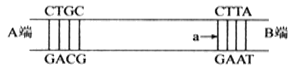 CTGC CTTA
A端 a→ B端
GACG GAAT